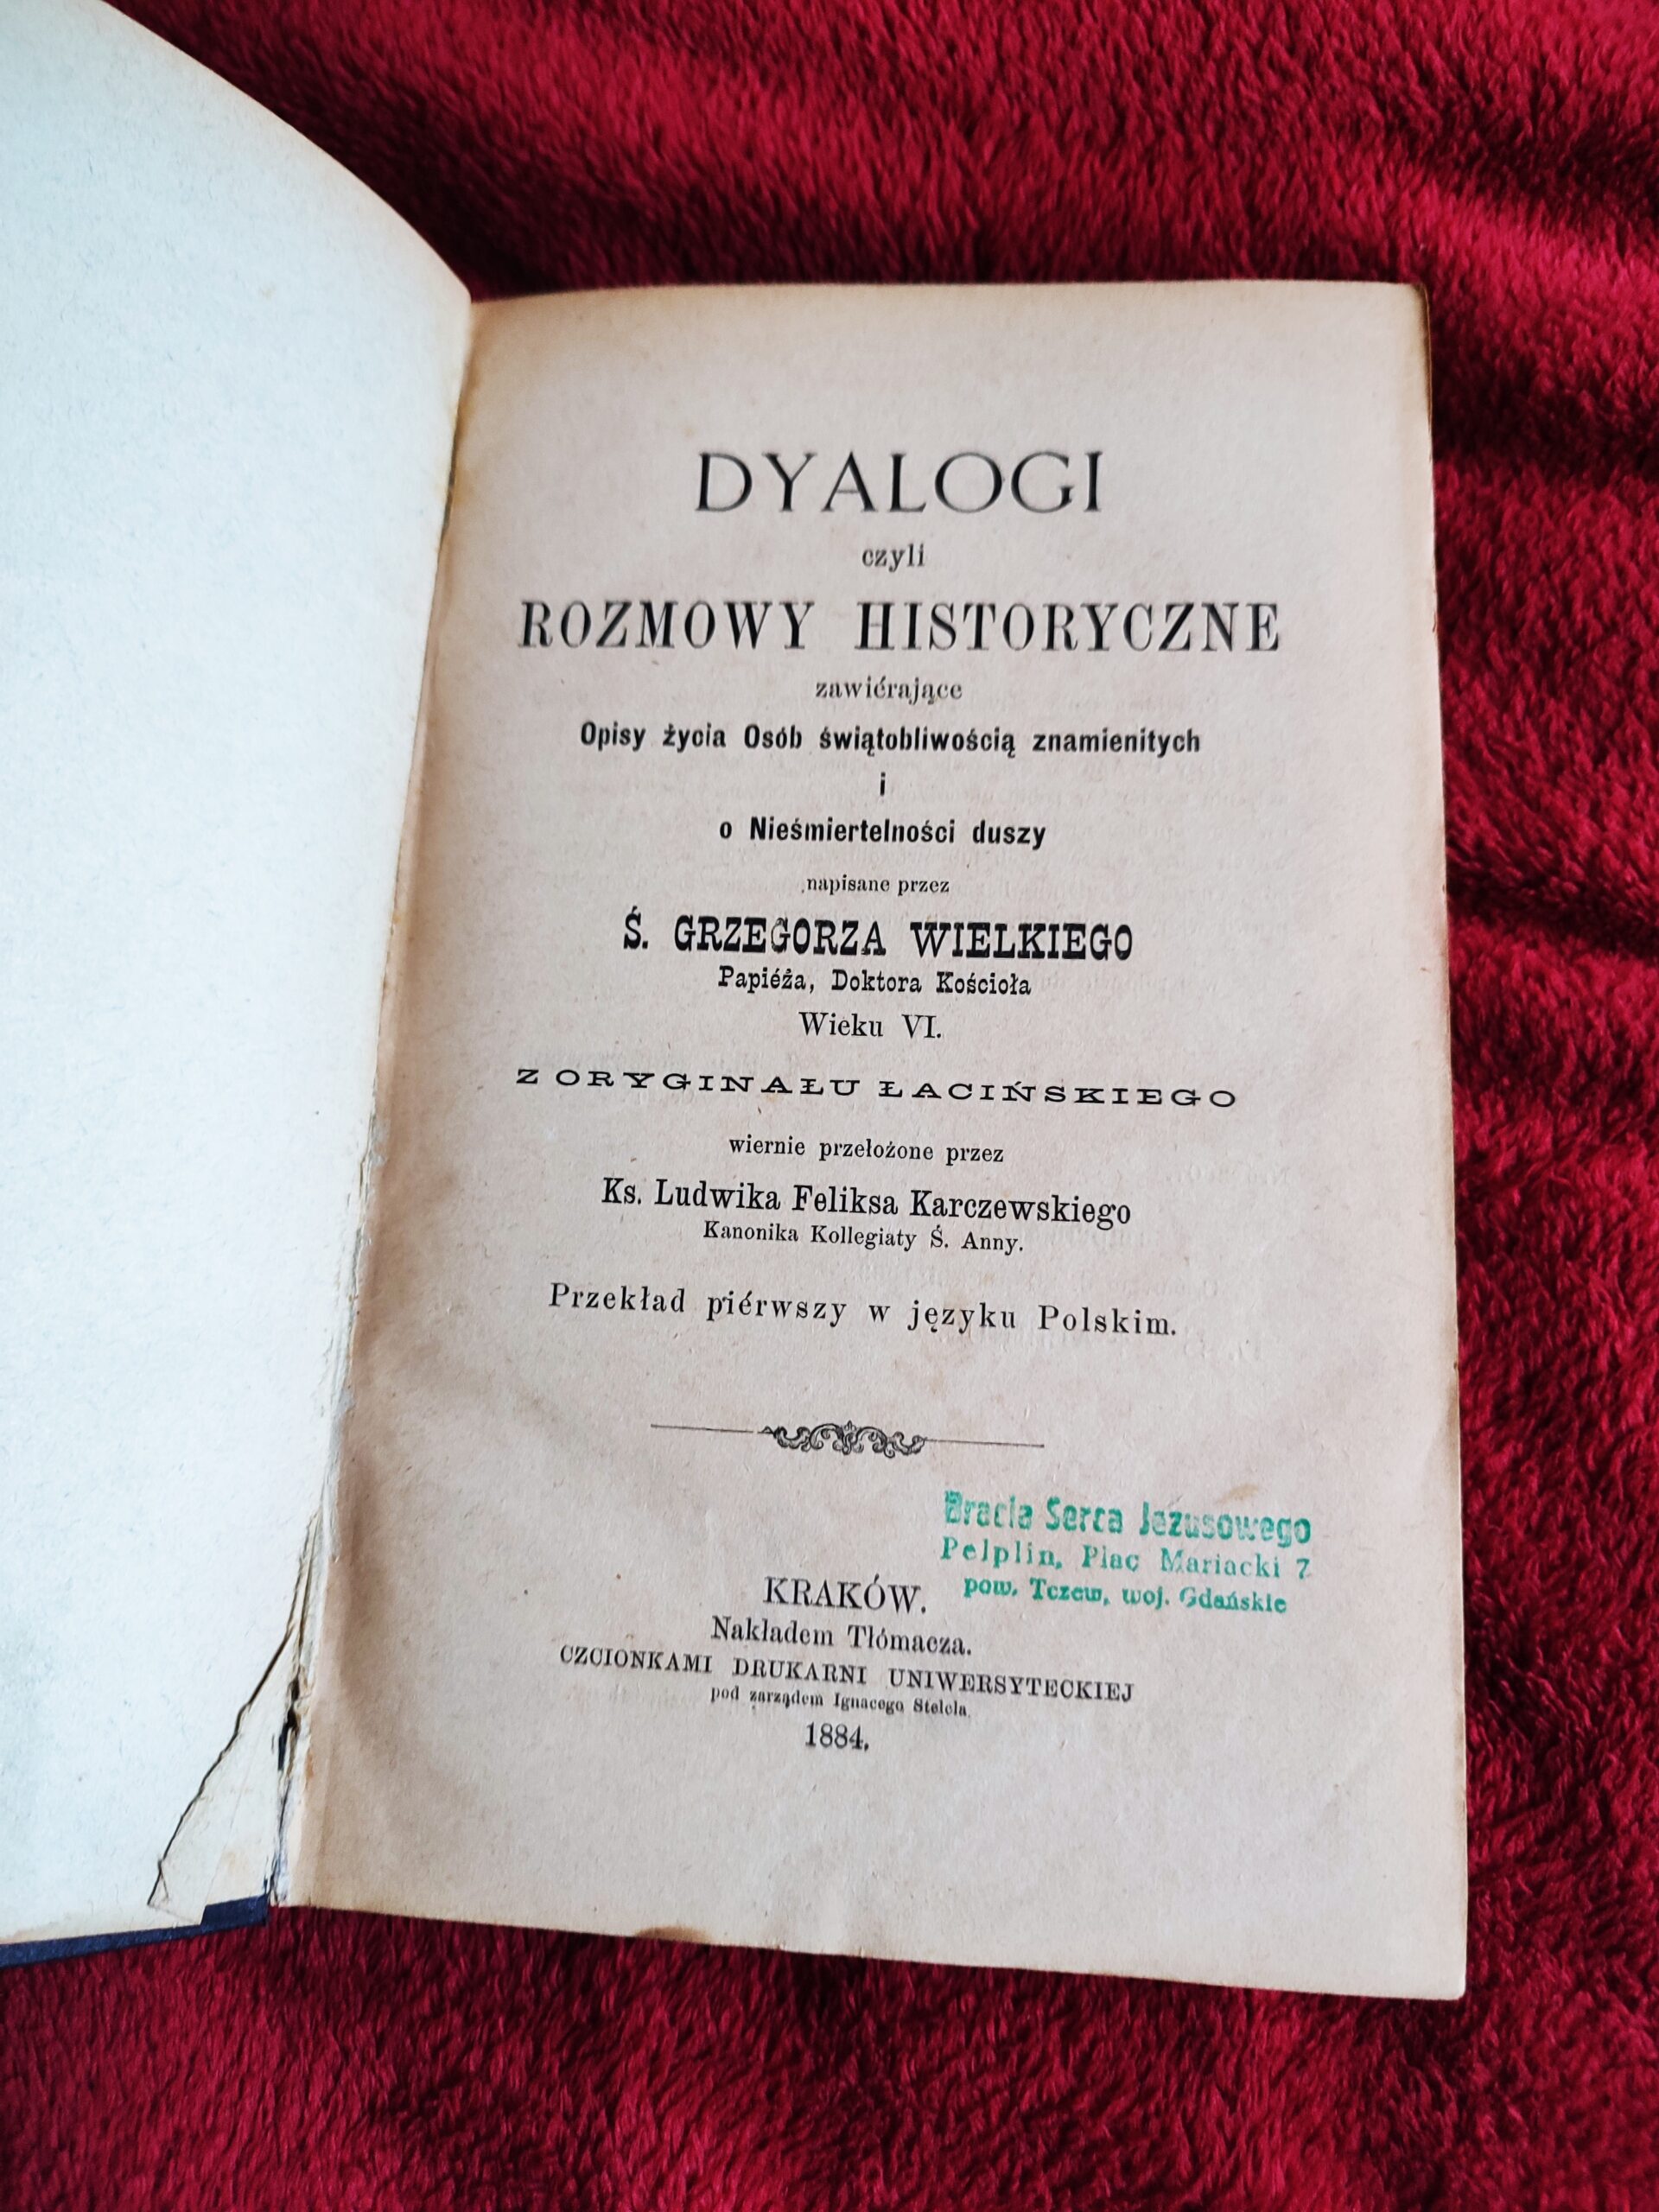 DYALOGI
czyli
ROZMOWY HISTORYCZNE
zawiérające
Opisy życia Osób świątobliwością znamienitych
i
o Nieśmiertelności duszy
napisane przez
Ś. GRZEGORZA WIELKIEGO
Papiéża, Doktora Kościoła
Wieku VI.
Z ORYGINAŁU ŁACIŃSKIEGO
wiernie przełożone przez
Ks. Ludwika Feliksa Karczewskiego
Kanonika Kollegiaty Ś. Anny.
Przekład piérwszy w języku Polskim.
Bracia Serca Jezusowego
Pelplin, Plac Mariacki 7
pow. Tczew, woj. Gdańskie
KRAKÓW.
Nakładem Tłómacza.
CZCIONKAMI DRUKARNI UNIWERSYTECKIEJ
pod zarządem Ignacego Stelcla
1884.